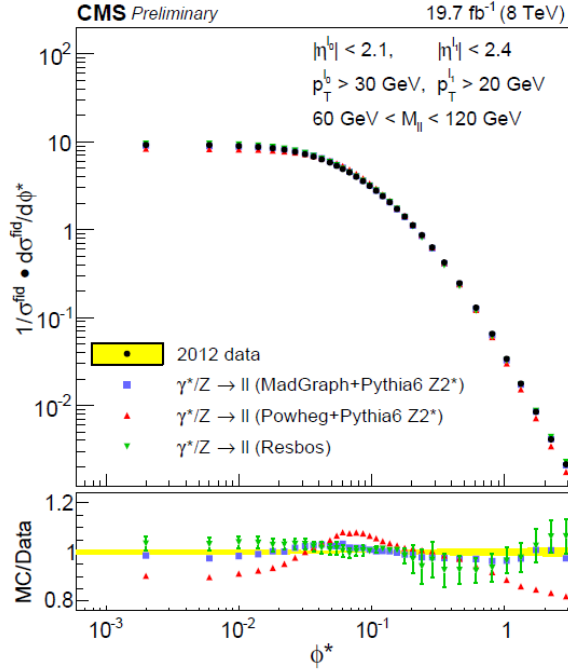 CMS Preliminary 19.7 fb⁻¹ (8 TeV)
|η^l₀| < 2.1, |η^l₁| < 2.4
p_T^l₀ > 30 GeV, p_T^l₁ > 20 GeV
60 GeV < M_ll < 120 GeV
10²
10
1
10⁻¹
10⁻²
1/σ^fid • dσ^fid/dϕ*
2012 data
γ*/Z → ll (MadGraph+Pythia6 Z2*)
γ*/Z → ll (Powheg+Pythia6 Z2*)
γ*/Z → ll (Resbos)
MC/Data
1.2
1
0.8
10⁻³ 10⁻² 10⁻¹ 1
ϕ*